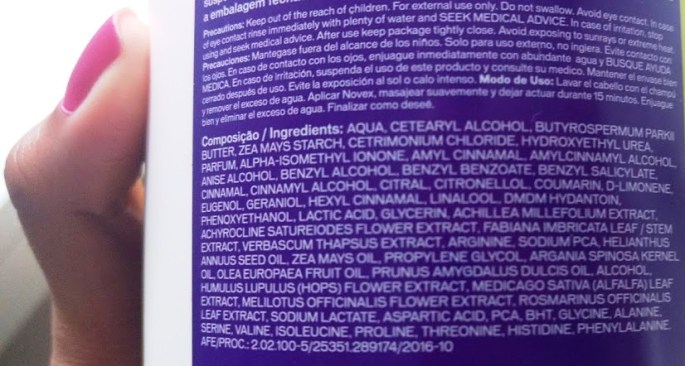 a embalagem
Precautions: Keep out of the reach of children. For external use only. Do not swallow. Avoid eye contact. In case
of eye contact rinse immediately with plenty of water and SEEK MEDICAL ADVICE. In case of irritation, stop
using and seek medical advice. After use keep package tightly close. Avoid exposing to sunrays or extreme heat.
Precauciones: Mantegase fuera del alcance de los niños. Solo para uso externo, no ingiera. Evite contacto con
los ojos. En caso de contacto con los ojos, enjuague inmediatamente con abundante agua y BUSQUE AYUDA
MEDICA. En caso de irritación, suspenda el uso de este producto y consulte su medico. Mantener el envase bien
cerrado después de uso. Evite la exposición al sol o calo intenso. Modo de Uso: Lavar el cabello con el champú
y remover el exceso de agua. Aplicar Novex, masajear suavemente y dejar actuar durante 15 minutos. Enjuague
bien y eliminar el exceso de agua. Finalizar como deseé.
Composição / Ingredients: AQUA, CETEARYL ALCOHOL, BUTYROSPERMUM PARKII
BUTTER, ZEA MAYS STARCH, CETRIMONIUM CHLORIDE, HYDROXYETHYL UREA,
PARFUM, ALPHA-ISOMETHYL IONONE, AMYL CINNAMAL, AMYLCINNAMYL ALCOHOL,
ANISE ALCOHOL, BENZYL ALCOHOL, BENZYL BENZOATE, BENZYL SALICYLATE,
CINNAMAL, CINNAMYL ALCOHOL, CITRAL, CITRONELLOL, COUMARIN, D-LIMONENE,
EUGENOL, GERANIOL, HEXYL CINNAMAL, LINALOOL, DMDM HYDANTOIN,
PHENOXYETHANOL, LACTIC ACID, GLYCERIN, ACHILLEA MILLEFOLIUM EXTRACT,
ACHYROCLINE SATUREIODES FLOWER EXTRACT, FABIANA IMBRICATA LEAF / STEM
EXTRACT, VERBASCUM THAPSUS EXTRACT, ARGININE, SODIUM PCA, HELIANTHUS
ANNUUS SEED OIL, ZEA MAYS OIL, PROPYLENE GLYCOL, ARGANIA SPINOSA KERNEL
OIL, OLEA EUROPAEA FRUIT OIL, PRUNUS AMYGDALUS DULCIS OIL, ALCOHOL,
HUMULUS LUPULUS (HOPS) FLOWER EXTRACT, MEDICAGO SATIVA (ALFALFA) LEAF
EXTRACT, MELILOTUS OFFICINALIS FLOWER EXTRACT, ROSMARINUS OFFICINALIS
LEAF EXTRACT, SODIUM LACTATE, ASPARTIC ACID, PCA, BHT, GLYCINE, ALANINE,
SERINE, VALINE, ISOLEUCINE, PROLINE, THREONINE, HISTIDINE, PHENYLALANINE.
AFE/PROC.: 2.02.100-5/25351.289174/2016-10